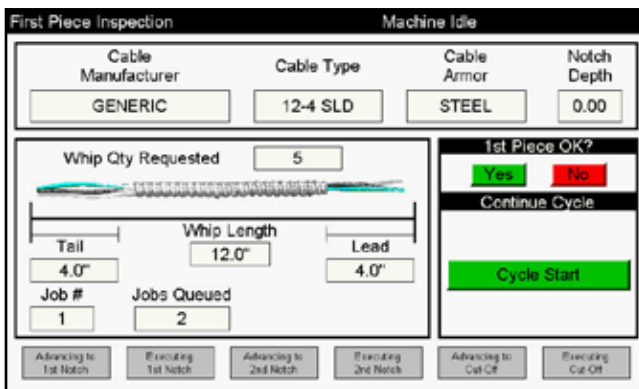 First Piece Inspection Machine Idle
Cable Manufacturer
Cable Type
Cable Armor
Notch Depth
GENERIC
12-4 SLD
STEEL
0.00
Whip Qty Requested 5
1st Piece OK?
Yes No
Continue Cycle
Whip Length
12.0"
Tail
4.0"
Lead
4.0"
Cycle Start
Job #
1
Jobs Queued
2
Advancing to 1st Notch
Executing 1st Notch
Advancing to 2nd Notch
Executing 2nd Notch
Advancing to Cut-Off
Executing Cut-Off